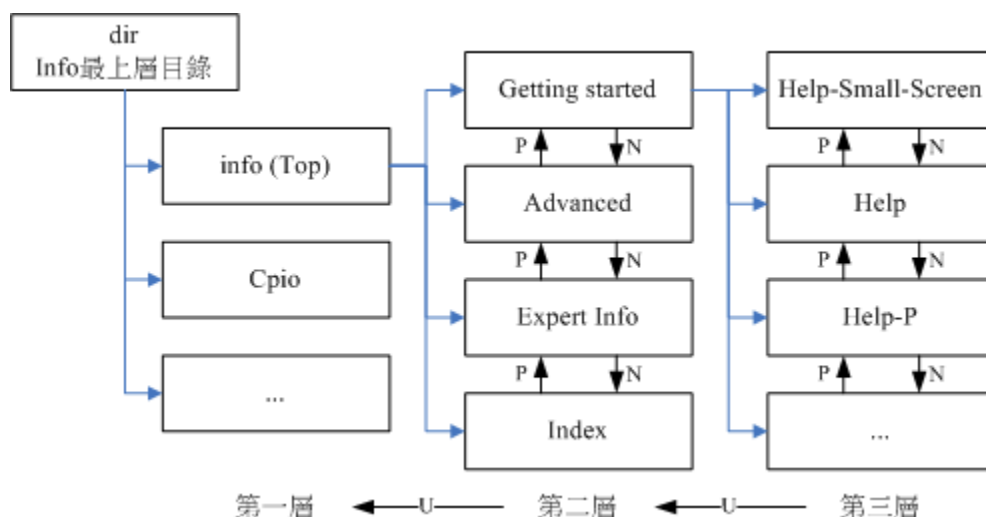 dir
Info最上層目錄
info (Top)
Cpio
...
Getting started
P N
Advanced
P N
Expert Info
P N
Index
Help-Small-Screen
P N
Help
P N
Help-P
P N
...
第一層 U 第二層 U 第三層